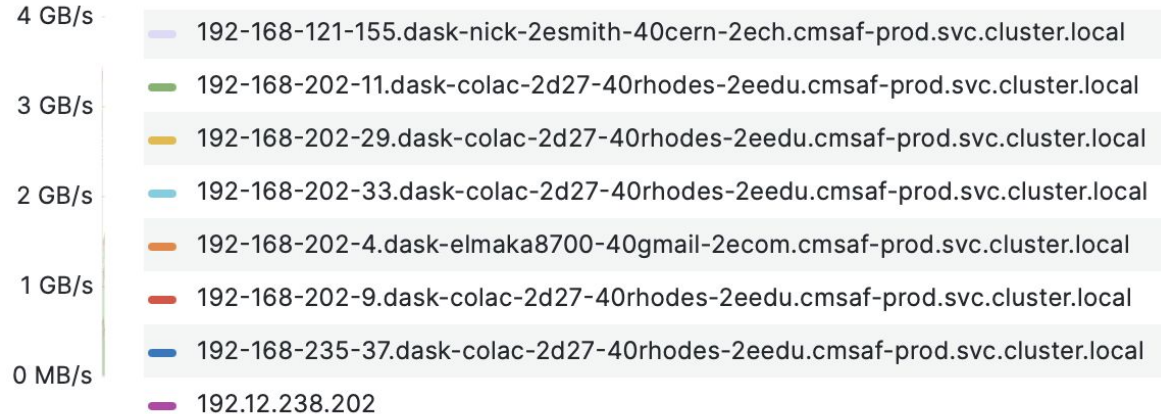 4 GB/s
192-168-121-155.dask-nick-2esmith-40cern-2ech.cmsaf-prod.svc.cluster.local
192-168-202-11.dask-colac-2d27-40rhodes-2eedu.cmsaf-prod.svc.cluster.local
3 GB/s
192-168-202-29.dask-colac-2d27-40rhodes-2eedu.cmsaf-prod.svc.cluster.local
2 GB/s
192-168-202-33.dask-colac-2d27-40rhodes-2eedu.cmsaf-prod.svc.cluster.local
192-168-202-4.dask-elmaka8700-40gmail-2ecom.cmsaf-prod.svc.cluster.local
1 GB/s
192-168-202-9.dask-colac-2d27-40rhodes-2eedu.cmsaf-prod.svc.cluster.local
192-168-235-37.dask-colac-2d27-40rhodes-2eedu.cmsaf-prod.svc.cluster.local
0 MB/s
192.12.238.202